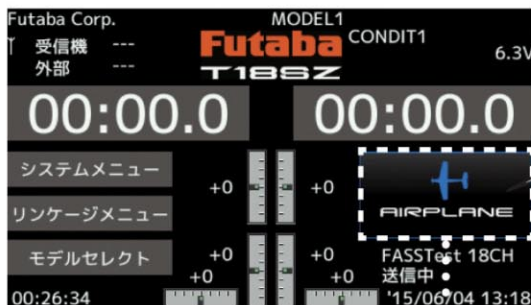 Futaba Corp.
MODEL1
受信機 ---
外部 ---
Futaba
T18SZ
CONDIT1
6.3V
00:00.0
00:00.0
システムメニュー
リンケージメニュー
モデルセレクト
+0
+0
AIRPLANE
+0
+0
+0
+0
FASSTest 18CH
送信中
00:26:34
'15/06/04 13:18